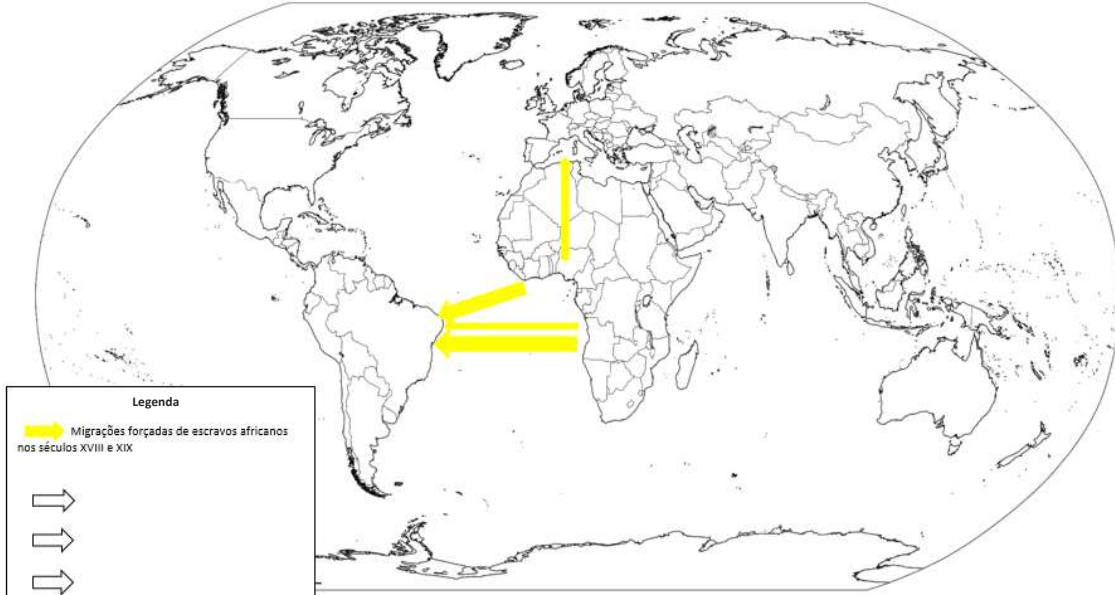 Legenda
Migrações forçadas de escravos africanos
nos séculos XVIII e XIX